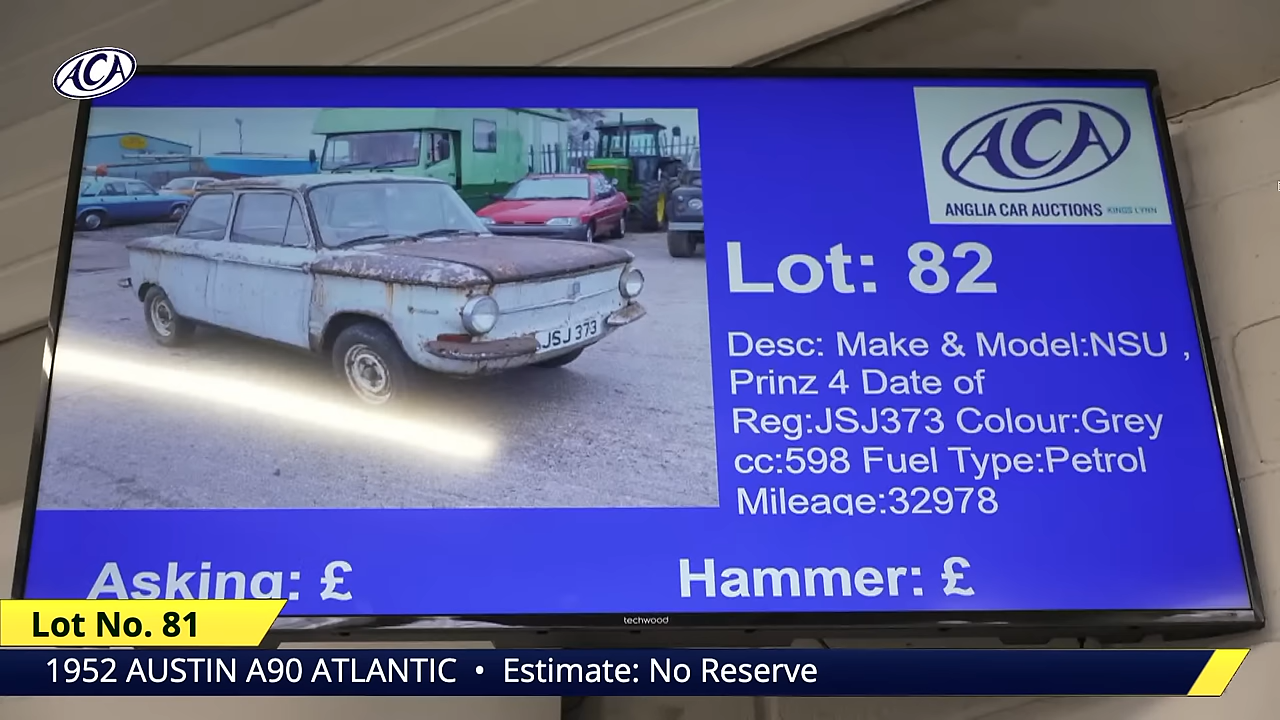 ACA
ACA
ANGLIA CAR AUCTIONS KINGS LYNN
JSJ 373
Lot: 82
Desc: Make & Model:NSU ,
Prinz 4 Date of
Reg:JSJ373 Colour:Grey
cc:598 Fuel Type:Petrol
Mileage:32978
Asking: £
Hammer: £
techwood
Lot No. 81
1952 AUSTIN A90 ATLANTIC • Estimate: No Reserve